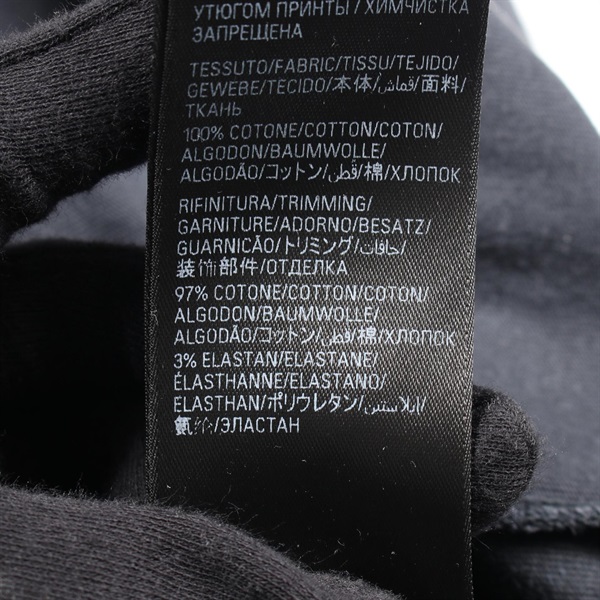 УТЮГОМ ПРИНТЫ / ХИМЧИСТКА
ЗАПРЕЩЕНА
TESSUTO/FABRIC/TISSU/TEJIDO/
GEWEBE/TECIDO/本体/قماش/面料/
ТКАНЬ
100% COTONE/COTTON/COTON/
ALGODON/BAUMWOLLE/
ALGODÃO/コットン/قطن/棉/ХЛОПОК
RIFINITURA/TRIMMING/
GARNITURE/ADORNO/BESATZ/
GUARNICÃO/トリミング/حافات/
装饰部件/ОТДЕЛКА
97% COTONE/COTTON/COTON/
ALGODON/BAUMWOLLE/
ALGODÃO/コットン/قطن/棉/ХЛОПОК
3% ELASTAN/ELASTANE/
ÉLASTHANNE/ELASTANO/
ELASTHAN/ポリウレタン/إيلاستين/
氨纶/ЭЛАСТАН